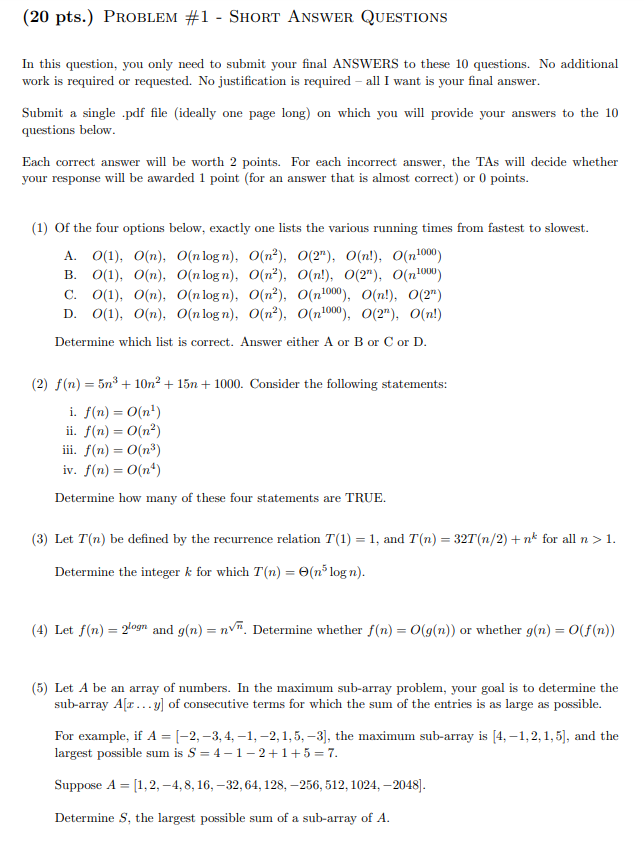 (20 pts.) PROBLEM #1 - SHORT ANSWER QUESTIONS
In this question, you only need to submit your final ANSWERS to these 10 questions. No additional
work is required or requested. No justification is required – all I want is your final answer.
Submit a single .pdf file (ideally one page long) on which you will provide your answers to the 10
questions below.
Each correct answer will be worth 2 points. For each incorrect answer, the TAs will decide whether
your response will be awarded 1 point (for an answer that is almost correct) or 0 points.
(1) Of the four options below, exactly one lists the various running times from fastest to slowest.
A. O(1), O(n), O(n log n), O(n²), O(2ⁿ), O(n!), O(n¹⁰⁰⁰)
B. O(1), O(n), O(n log n), O(n²), O(n!), O(2ⁿ), O(n¹⁰⁰⁰)
C. O(1), O(n), O(n log n), O(n²), O(n¹⁰⁰⁰), O(n!), O(2ⁿ)
D. O(1), O(n), O(n log n), O(n²), O(n¹⁰⁰⁰), O(2ⁿ), O(n!)
Determine which list is correct. Answer either A or B or C or D.
(2) f(n) = 5n³ + 10n² + 15n + 1000. Consider the following statements:
i. f(n) = O(n¹)
ii. f(n) = O(n²)
iii. f(n) = O(n³)
iv. f(n) = O(n⁴)
Determine how many of these four statements are TRUE.
(3) Let T(n) be defined by the recurrence relation T(1) = 1, and T(n) = 32T(n/2) + nᵏ for all n > 1.
Determine the integer k for which T(n) = Θ(n⁵ log n).
(4) Let f(n) = 2^{logn} and g(n) = n^{√n}. Determine whether f(n) = O(g(n)) or whether g(n) = O(f(n))
(5) Let A be an array of numbers. In the maximum sub-array problem, your goal is to determine the
sub-array A[x . . . y] of consecutive terms for which the sum of the entries is as large as possible.
For example, if A = [−2, −3, 4, −1, −2, 1, 5, −3], the maximum sub-array is [4, −1, 2, 1, 5], and the
largest possible sum is S = 4 − 1 − 2 + 1 + 5 = 7.
Suppose A = [1, 2, −4, 8, 16, −32, 64, 128, −256, 512, 1024, −2048].
Determine S, the largest possible sum of a sub-array of A.